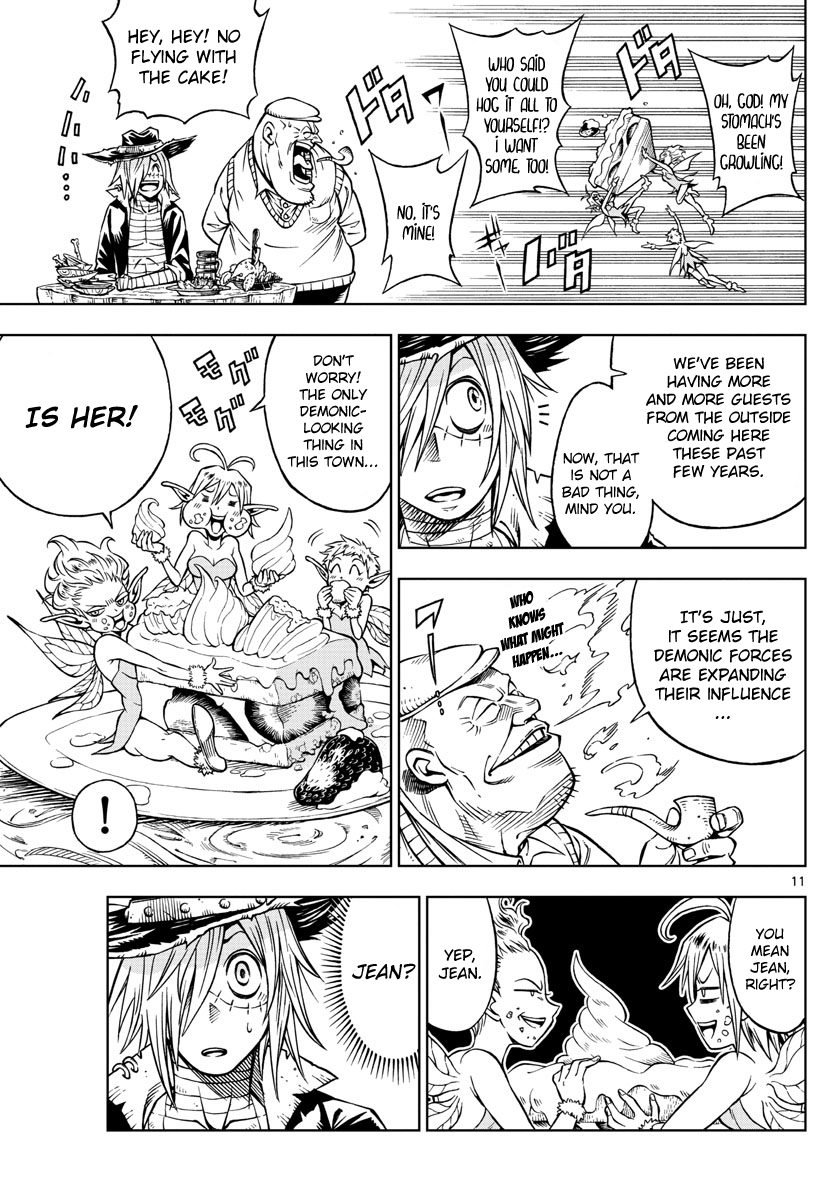 OH, GOD! MY
STOMACH'S
BEEN
GROWLING!
ドタ
WHO SAID
YOU COULD
HOG IT ALL TO
YOURSELF!?
I WANT
SOME TOO!
ドタ
NO, IT'S
MINE!
ドタ
HEY, HEY! NO
FLYING WITH
THE CAKE!
WE'VE BEEN
HAVING MORE
AND MORE GUESTS
FROM THE OUTSIDE
COMING HERE
THESE PAST
FEW YEARS.
NOW, THAT
IS NOT A
BAD THING,
MIND YOU.
IT'S JUST,
IT SEEMS THE
DEMONIC FORCES
ARE EXPANDING
THEIR INFLUENCE
...
WHO
KNOWS
WHAT MIGHT
HAPPEN...
DON'T
WORRY!
THE ONLY
DEMONIC-
LOOKING
THING IN
THIS TOWN...
モグ
モグ
IS HER!
!
11
YOU
MEAN
JEAN,
RIGHT?
YEP,
JEAN.
JEAN?